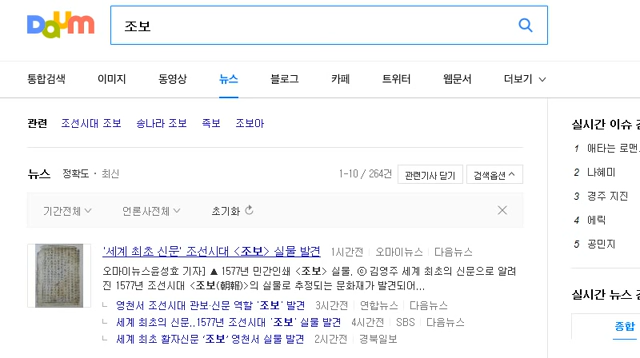 Daum
조보
통합검색 이미지 동영상 뉴스 블로그 카페 트위터 웹문서 더보기
관련 조선시대 조보 송나라 조보 족보 조보아
실시간 이슈
뉴스 정확도 · 최신 1-10 / 264건 관련기사 닫기 검색옵션
1 애타는 로맨
2 나혜미
3 경주 지진
4 에릭
5 공민지
기간전체 언론사전체 초기화
'세계 최초 신문' 조선시대 <조보> 실물 발견 1시간전 오마이뉴스 다음뉴스
오마이뉴스윤성호 기자] ▲ 1577년 민간인쇄 <조보> 실물. ⓒ 김영주 세계 최초의 신문으로 알려
진 1577년 조선시대 <조보(朝報)>의 실물로 추정되는 문화재가 발견되어...
영천서 조선시대 관보·신문 역할 '조보' 발견 3시간전 연합뉴스 다음뉴스
세계 최초의 신문..1577년 조선시대 '조보' 실물 발견 4시간전 SBS 다음뉴스
세계 최초 활자신문 '조보' 영천서 실물 발견 2시간전 경북일보
실시간 뉴스
종합